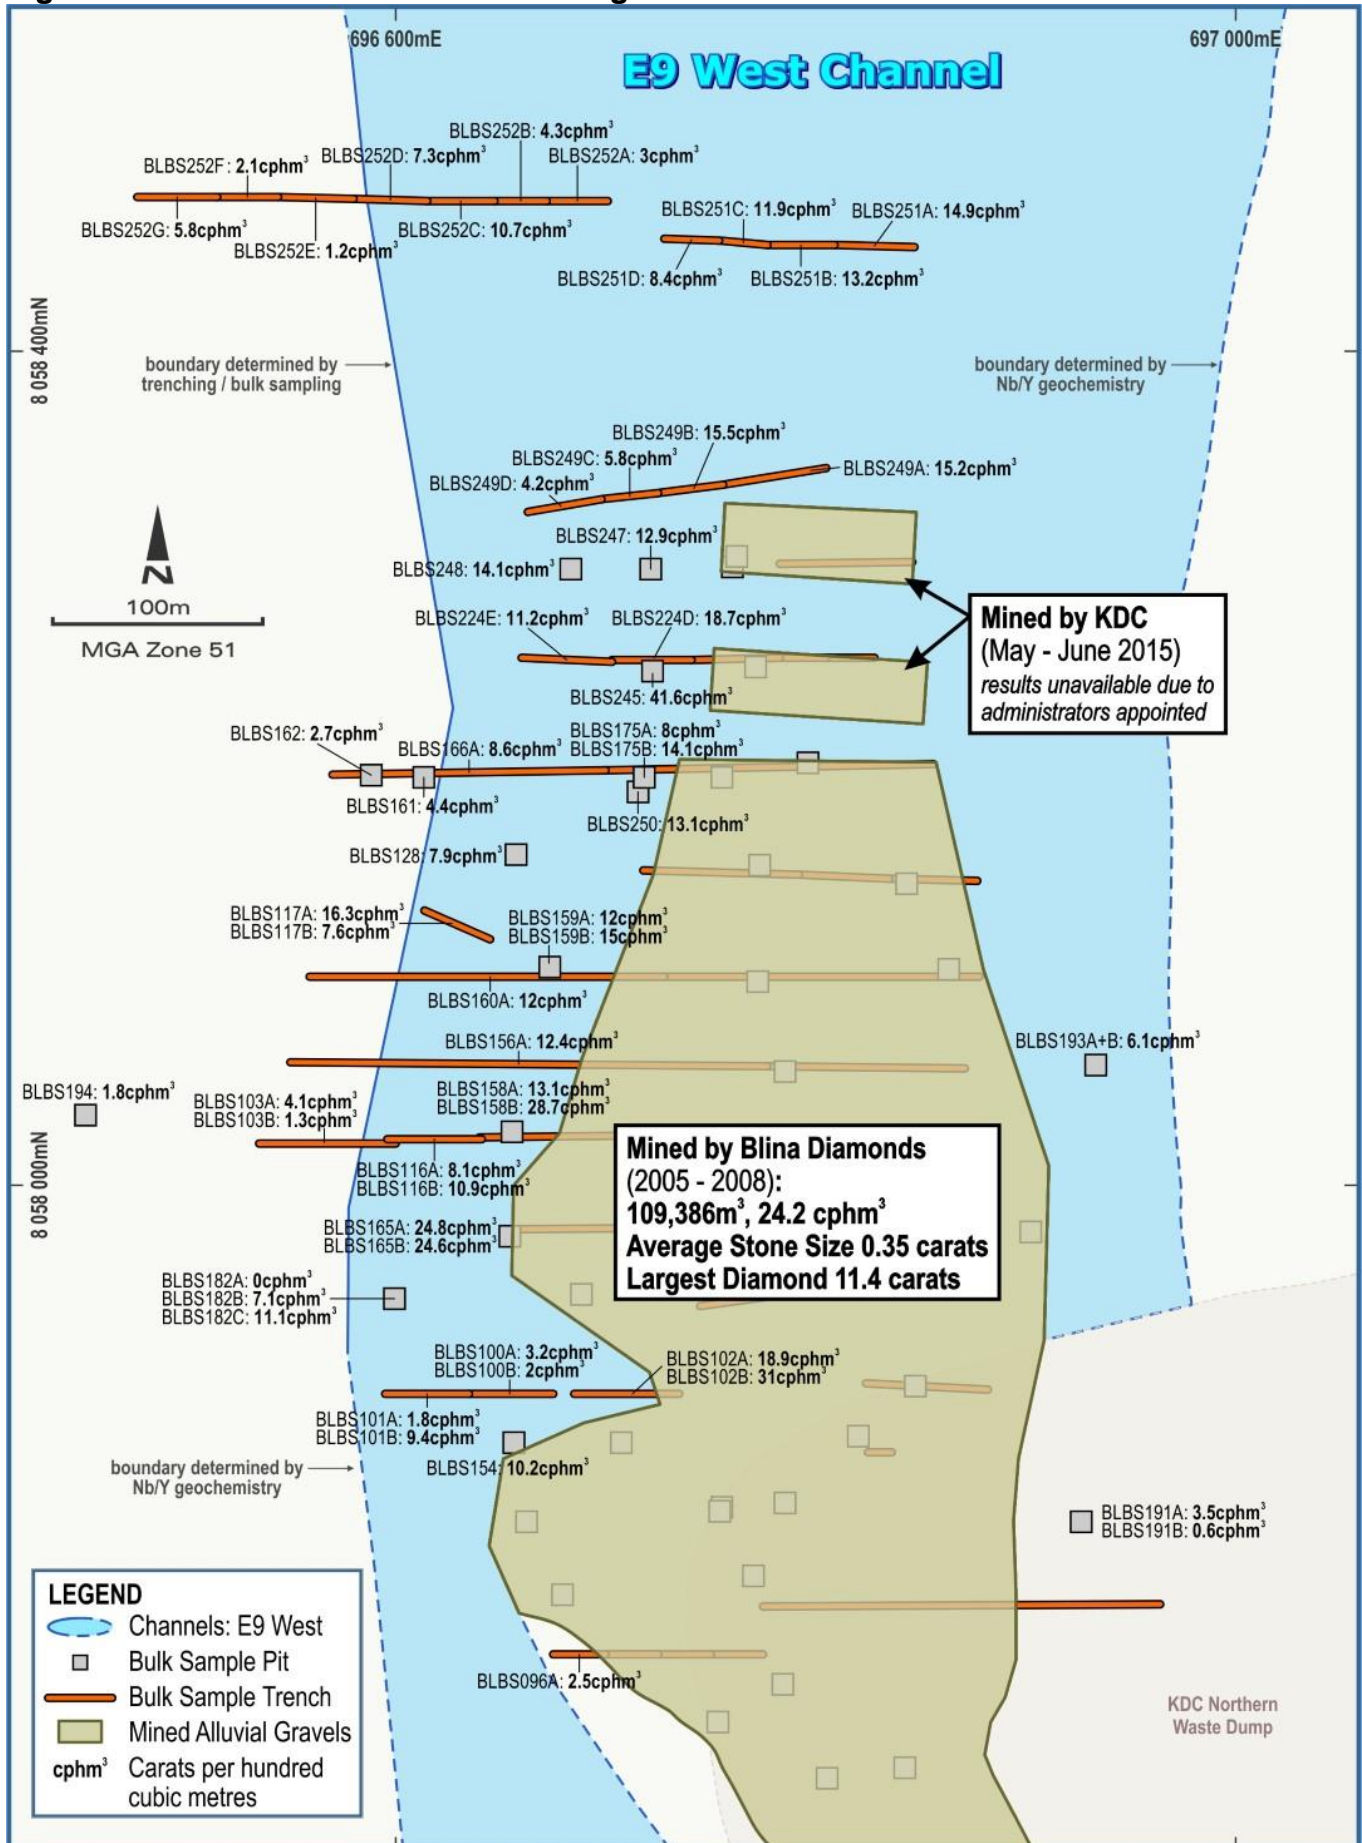 696 600mE
697 000mE
E9 West Channel
BLBS252B: 4.3cphm³
BLBS252F: 2.1cphm³
BLBS252D: 7.3cphm³
BLBS252A: 3cphm³
BLBS252G: 5.8cphm³
BLBS252E: 1.2cphm³
BLBS252C: 10.7cphm³
BLBS251C: 11.9cphm³
BLBS251A: 14.9cphm³
BLBS251D: 8.4cphm³
BLBS251B: 13.2cphm³
8 058 400mN
boundary determined by
trenching / bulk sampling
boundary determined by
Nb/Y geochemistry
BLBS249B: 15.5cphm³
BLBS249C: 5.8cphm³
BLBS249A: 15.2cphm³
BLBS249D: 4.2cphm³
BLBS247: 12.9cphm³
BLBS248: 14.1cphm³
N
100m
MGA Zone 51
BLBS224E: 11.2cphm³
BLBS224D: 18.7cphm³
Mined by KDC
(May - June 2015)
results unavailable due to
administrators appointed
BLBS245: 41.6cphm³
BLBS162: 2.7cphm³
BLBS166A: 8.6cphm³
BLBS175A: 8cphm³
BLBS175B: 14.1cphm³
BLBS161: 4.4cphm³
BLBS250: 13.1cphm³
BLBS128: 7.9cphm³
BLBS117A: 16.3cphm³
BLBS117B: 7.6cphm³
BLBS159A: 12cphm³
BLBS159B: 15cphm³
BLBS160A: 12cphm³
BLBS156A: 12.4cphm³
BLBS193A+B: 6.1cphm³
BLBS194: 1.8cphm³
BLBS103A: 4.1cphm³
BLBS103B: 1.3cphm³
BLBS158A: 13.1cphm³
BLBS158B: 28.7cphm³
8 058 000mN
BLBS116A: 8.1cphm³
BLBS116B: 10.9cphm³
Mined by Blina Diamonds
(2005 - 2008):
109,386m³, 24.2 cphm³
Average Stone Size 0.35 carats
Largest Diamond 11.4 carats
BLBS165A: 24.8cphm³
BLBS165B: 24.6cphm³
BLBS182A: 0cphm³
BLBS182B: 7.1cphm³
BLBS182C: 11.1cphm³
BLBS100A: 3.2cphm³
BLBS100B: 2cphm³
BLBS102A: 18.9cphm³
BLBS102B: 31cphm³
BLBS101A: 1.8cphm³
BLBS101B: 9.4cphm³
boundary determined by
Nb/Y geochemistry
BLBS154: 10.2cphm³
BLBS191A: 3.5cphm³
BLBS191B: 0.6cphm³
BLBS096A: 2.5cphm³
KDC Northern
Waste Dump
LEGEND
Channels: E9 West
Bulk Sample Pit
Bulk Sample Trench
Mined Alluvial Gravels
cphm³ Carats per hundred
cubic metres